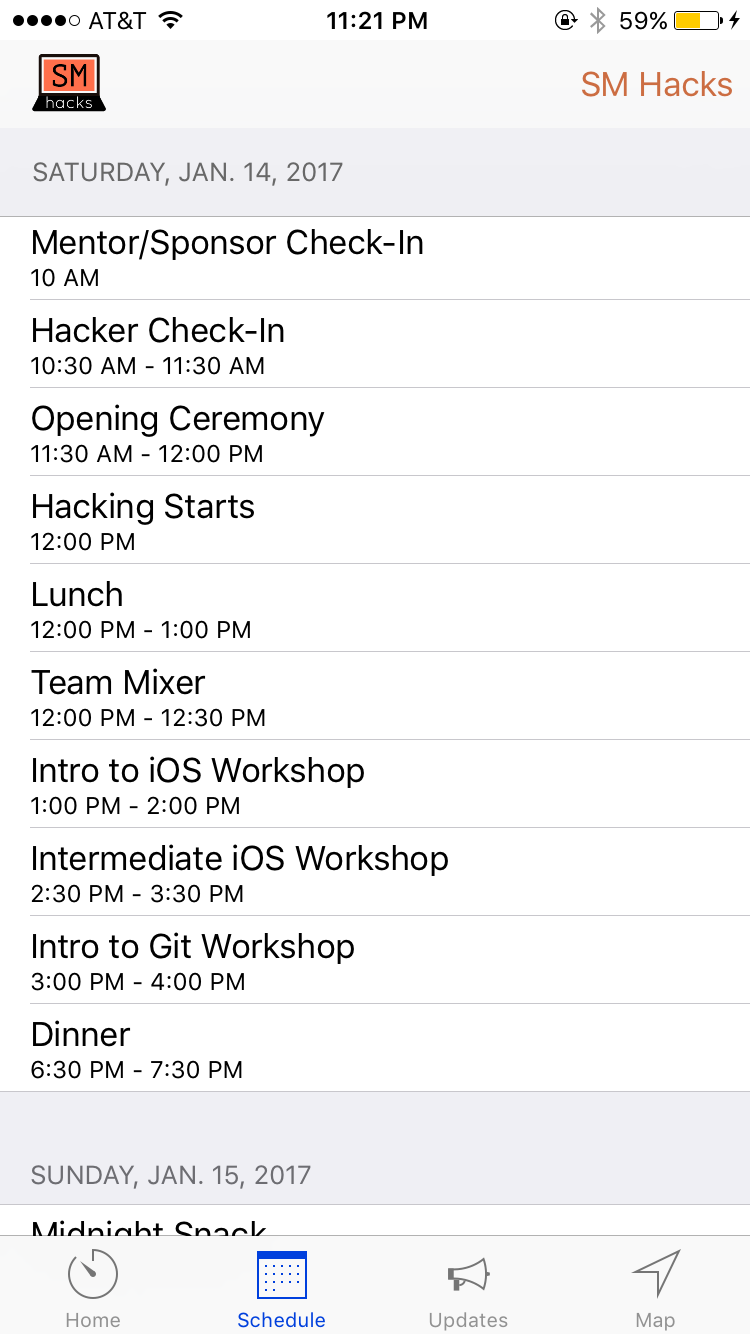 AT&T 11:21 PM 59%
SM
hacks
SM Hacks
SATURDAY, JAN. 14, 2017
Mentor/Sponsor Check-In
10 AM
Hacker Check-In
10:30 AM - 11:30 AM
Opening Ceremony
11:30 AM - 12:00 PM
Hacking Starts
12:00 PM
Lunch
12:00 PM - 1:00 PM
Team Mixer
12:00 PM - 12:30 PM
Intro to iOS Workshop
1:00 PM - 2:00 PM
Intermediate iOS Workshop
2:30 PM - 3:30 PM
Intro to Git Workshop
3:00 PM - 4:00 PM
Dinner
6:30 PM - 7:30 PM
SUNDAY, JAN. 15, 2017
Midnight Snack
Home Schedule Updates Map